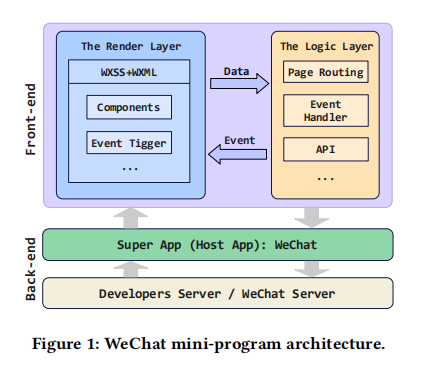 Front-end
The Render Layer
WXSS+WXML
Components
Event Tigger
...
Data
Event
The Logic Layer
Page Routing
Event
Handler
API
...
Back-end
Super App (Host App): WeChat
Developers Server / WeChat Server
Figure 1: WeChat mini-program architecture.